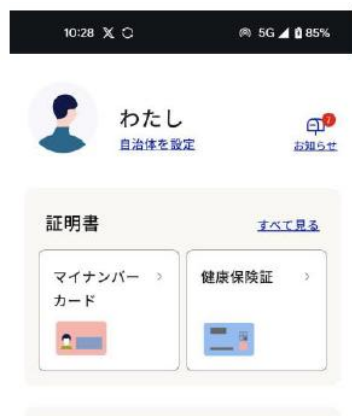 10:28 5G 85%
わたし
自治体を設定
お知らせ
証明書 すべて見る
マイナンバー
カード
健康保険証